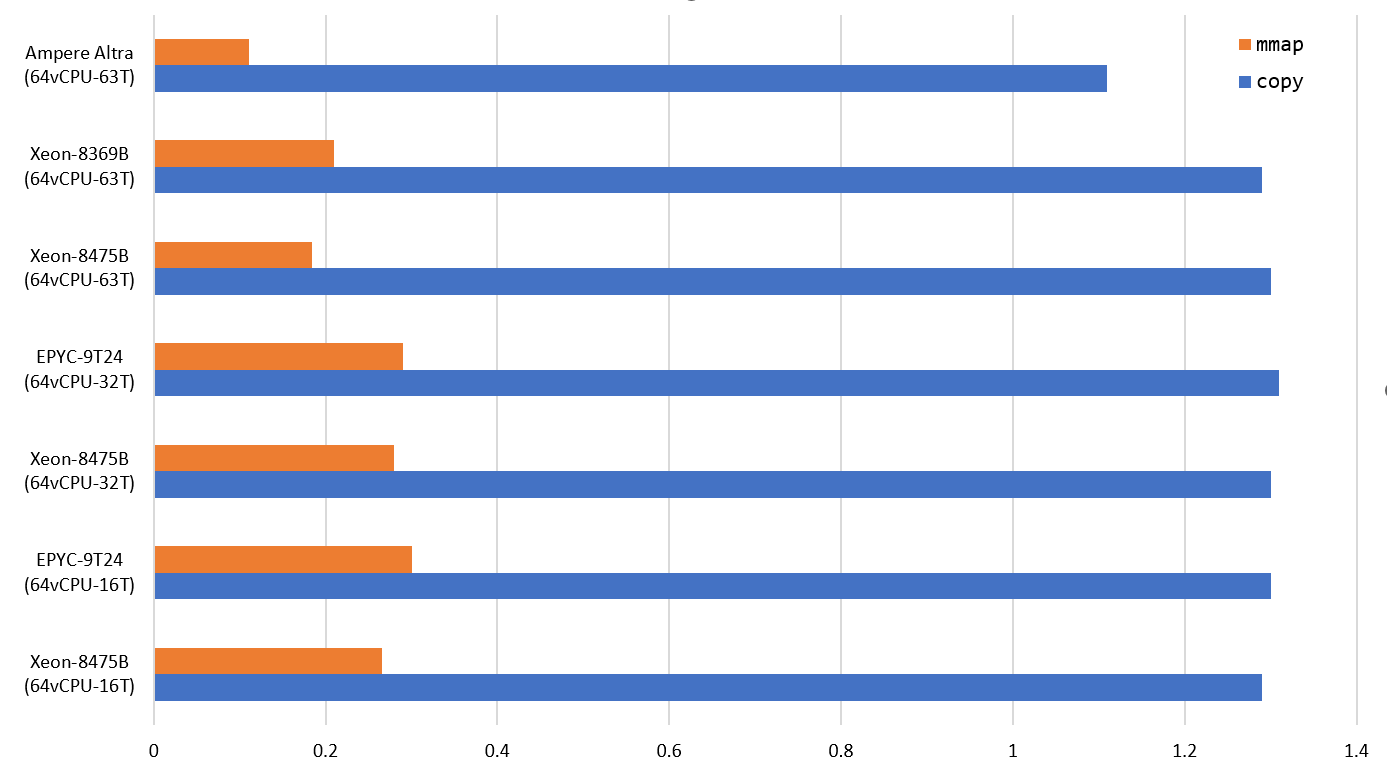 mmap
copy
Ampere Altra
(64vCPU-63T)
Xeon-8369B
(64vCPU-63T)
Xeon-8475B
(64vCPU-63T)
EPYC-9T24
(64vCPU-32T)
Xeon-8475B
(64vCPU-32T)
EPYC-9T24
(64vCPU-16T)
Xeon-8475B
(64vCPU-16T)
0 0.2 0.4 0.6 0.8 1 1.2 1.4